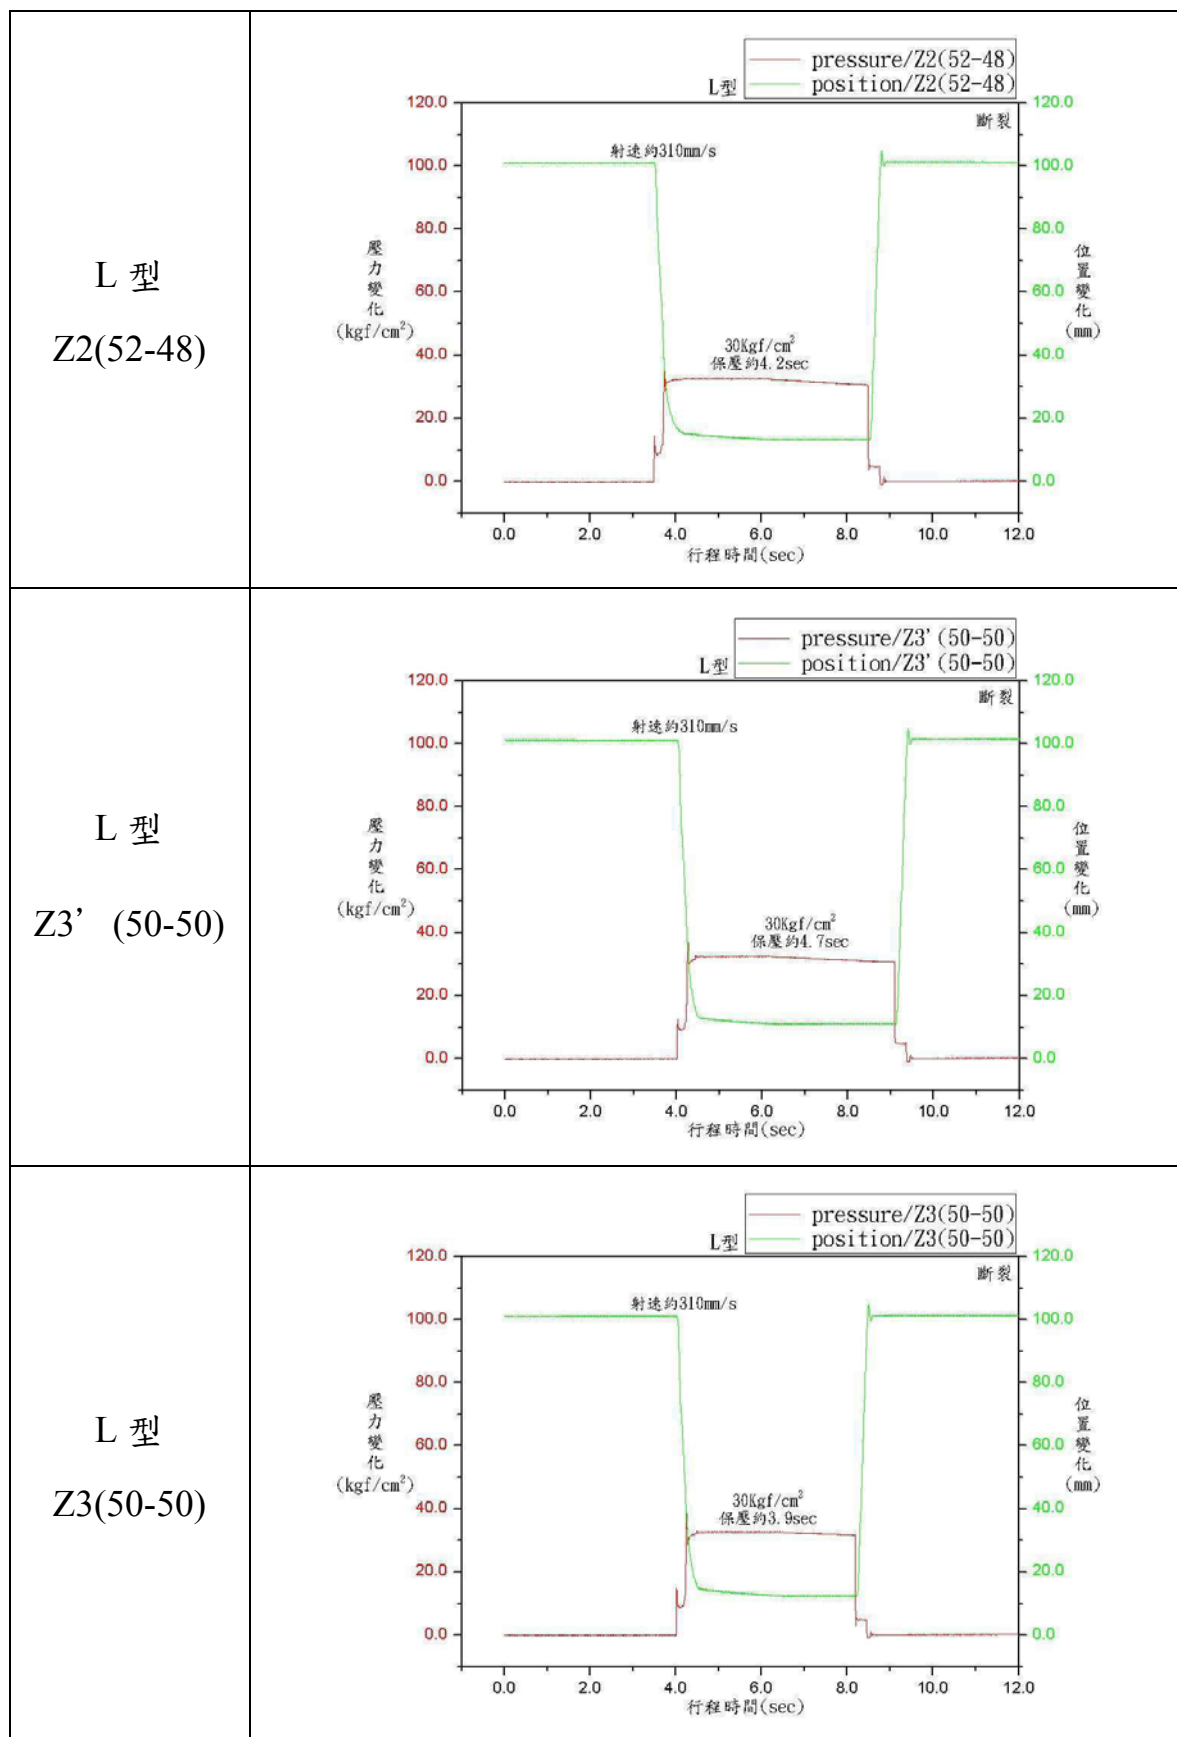 L 型
Z2(52-48)
pressure/Z2(52-48)
L型 position/Z2(52-48)
120.0 120.0
斷裂
射速約310mm/s
100.0 100.0
80.0 80.0
壓力變化 位置變化
(kgf/cm²) (mm)
60.0 60.0
30Kgf/cm²
保壓約4.2sec
40.0 40.0
20.0 20.0
0.0 0.0
0.0 2.0 4.0 6.0 8.0 10.0 12.0
行程時間(sec)
L 型
Z3’ (50-50)
pressure/Z3'(50-50)
L型 position/Z3'(50-50)
120.0 120.0
斷裂
射速約310mm/s
100.0 100.0
80.0 80.0
壓力變化 位置變化
(kgf/cm²) (mm)
60.0 60.0
30Kgf/cm²
保壓約4.7sec
40.0 40.0
20.0 20.0
0.0 0.0
0.0 2.0 4.0 6.0 8.0 10.0 12.0
行程時間(sec)
L 型
Z3(50-50)
pressure/Z3(50-50)
L型 position/Z3(50-50)
120.0 120.0
斷裂
射速約310mm/s
100.0 100.0
80.0 80.0
壓力變化 位置變化
(kgf/cm²) (mm)
60.0 60.0
30Kgf/cm²
保壓約3.9sec
40.0 40.0
20.0 20.0
0.0 0.0
0.0 2.0 4.0 6.0 8.0 10.0 12.0
行程時間(sec)